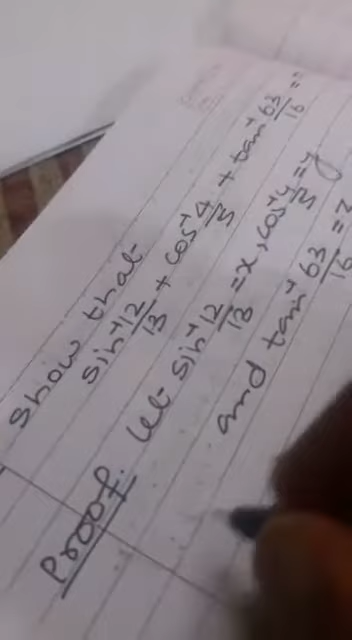 Show that
sin⁻¹ 12/13 + cos⁻¹ 4/5 + tan⁻¹ 63/16 =
Proof: let sin⁻¹ 12/13 = x, cos⁻¹ 4/5 = y
and tan⁻¹ 63/16 = z